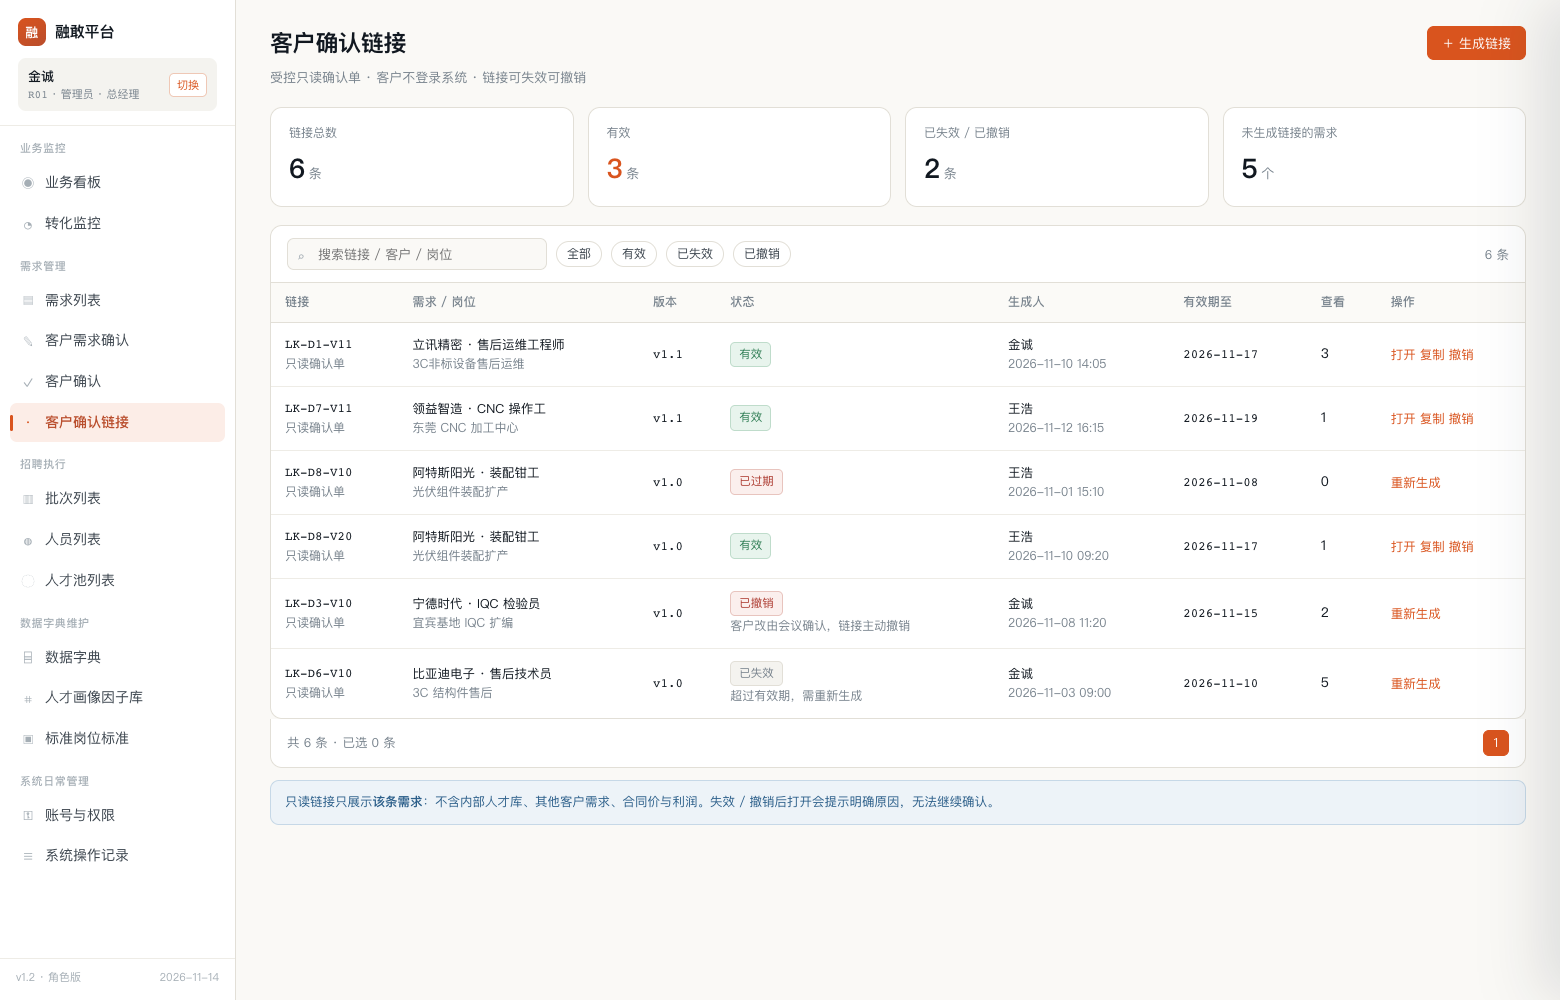 融 融敢平台
金诚
R01 · 管理员 · 总经理
切换
业务监控
业务看板
转化监控
需求管理
需求列表
客户需求确认
客户确认
客户确认链接
招聘执行
批次列表
人员列表
人才池列表
数据字典维护
数据字典
人才画像因子库
标准岗位标准
系统日常管理
账号与权限
系统操作记录
v1.2 · 角色版 2026-11-14
客户确认链接
受控只读确认单 · 客户不登录系统 · 链接可失效可撤销
＋ 生成链接
链接总数
6 条
有效
3 条
已失效 / 已撤销
2 条
未生成链接的需求
5 个
搜索链接 / 客户 / 岗位 全部 有效 已失效 已撤销 6 条
链接 需求 / 岗位 版本 状态 生成人 有效期至 查看 操作
LK-D1-V11 立讯精密 · 售后运维工程师 v1.1 有效 金诚 2026-11-17 3 打开 复制 撤销
只读确认单 3C非标设备售后运维 2026-11-10 14:05
LK-D7-V11 领益智造 · CNC 操作工 v1.1 有效 王浩 2026-11-19 1 打开 复制 撤销
只读确认单 东莞 CNC 加工中心 2026-11-12 16:15
LK-D8-V10 阿特斯阳光 · 装配钳工 v1.0 已过期 王浩 2026-11-08 0 重新生成
只读确认单 光伏组件装配扩产 2026-11-01 15:10
LK-D8-V20 阿特斯阳光 · 装配钳工 v1.0 有效 王浩 2026-11-17 1 打开 复制 撤销
只读确认单 光伏组件装配扩产 2026-11-10 09:20
LK-D3-V10 宁德时代 · IQC 检验员 v1.0 已撤销 金诚 2026-11-15 2 重新生成
只读确认单 宜宾基地 IQC 扩编 客户改由会议确认，链接主动撤销 2026-11-08 11:20
LK-D6-V10 比亚迪电子 · 售后技术员 v1.0 已失效 金诚 2026-11-10 5 重新生成
只读确认单 3C 结构件售后 超过有效期，需重新生成 2026-11-03 09:00
共 6 条 · 已选 0 条 1
只读链接只展示该条需求：不含内部人才库、其他客户需求、合同价与利润。失效 / 撤销后打开会提示明确原因，无法继续确认。